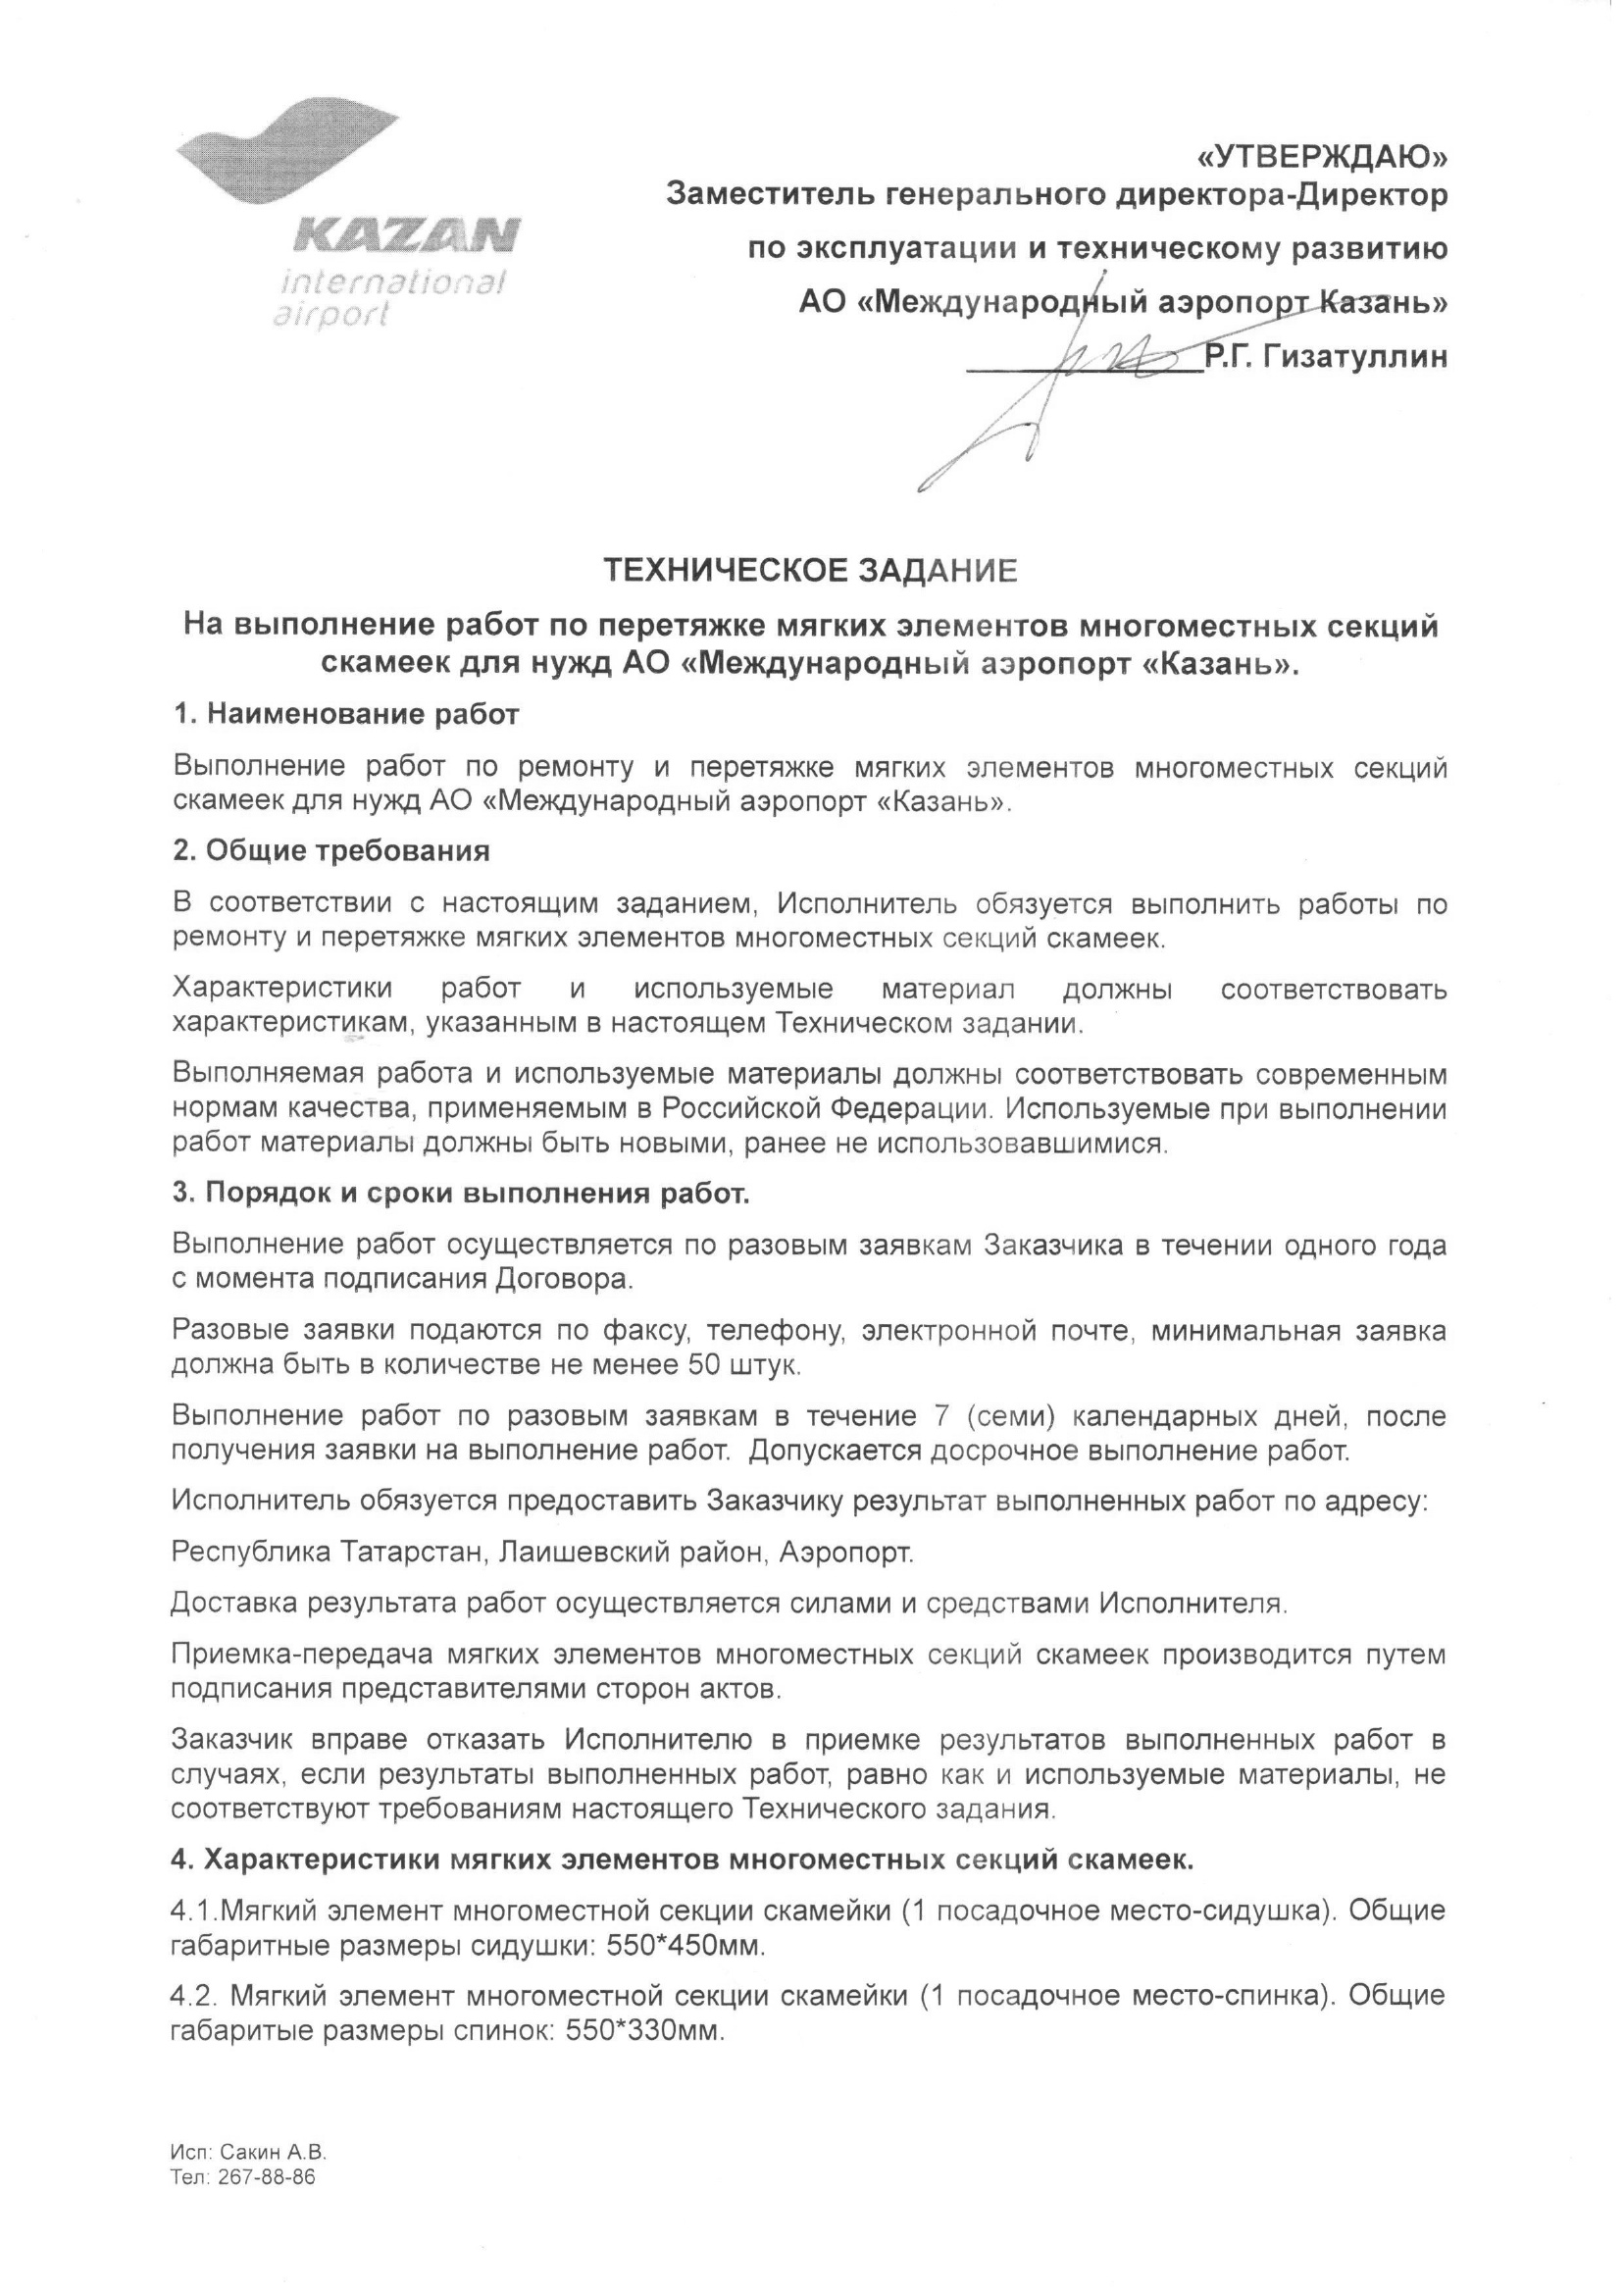 KAZAN
international
airport
«УТВЕРЖДАЮ»
Заместитель генерального директора-Директор
по эксплуатации и техническому развитию
АО «Международный аэропорт Казань»
Р.Г. Гизатуллин
ТЕХНИЧЕСКОЕ ЗАДАНИЕ
На выполнение работ по перетяжке мягких элементов многоместных секций
скамеек для нужд АО «Международный аэропорт «Казань».
1. Наименование работ
Выполнение работ по ремонту и перетяжке мягких элементов многоместных секций
скамеек для нужд АО «Международный аэропорт «Казань».
2. Общие требования
В соответствии с настоящим заданием, Исполнитель обязуется выполнить работы по
ремонту и перетяжке мягких элементов многоместных секций скамеек.
Характеристики работ и используемые материал должны соответствовать
характеристикам, указанным в настоящем Техническом задании.
Выполняемая работа и используемые материалы должны соответствовать современным
нормам качества, применяемым в Российской Федерации. Используемые при выполнении
работ материалы должны быть новыми, ранее не использовавшимися.
3. Порядок и сроки выполнения работ.
Выполнение работ осуществляется по разовым заявкам Заказчика в течении одного года
с момента подписания Договора.
Разовые заявки подаются по факсу, телефону, электронной почте, минимальная заявка
должна быть в количестве не менее 50 штук.
Выполнение работ по разовым заявкам в течение 7 (семи) календарных дней, после
получения заявки на выполнение работ. Допускается досрочное выполнение работ.
Исполнитель обязуется предоставить Заказчику результат выполненных работ по адресу:
Республика Татарстан, Лаишевский район, Аэропорт.
Доставка результата работ осуществляется силами и средствами Исполнителя.
Приемка-передача мягких элементов многоместных секций скамеек производится путем
подписания представителями сторон актов.
Заказчик вправе отказать Исполнителю в приемке результатов выполненных работ в
случаях, если результаты выполненных работ, равно как и используемые материалы, не
соответствуют требованиям настоящего Технического задания.
4. Характеристики мягких элементов многоместных секций скамеек.
4.1.Мягкий элемент многоместной секции скамейки (1 посадочное место-сидушка). Общие
габаритные размеры сидушки: 550*450мм.
4.2. Мягкий элемент многоместной секции скамейки (1 посадочное место-спинка). Общие
габаритые размеры спинок: 550*330мм.
Исп: Сакин А.В.
Тел: 267-88-86